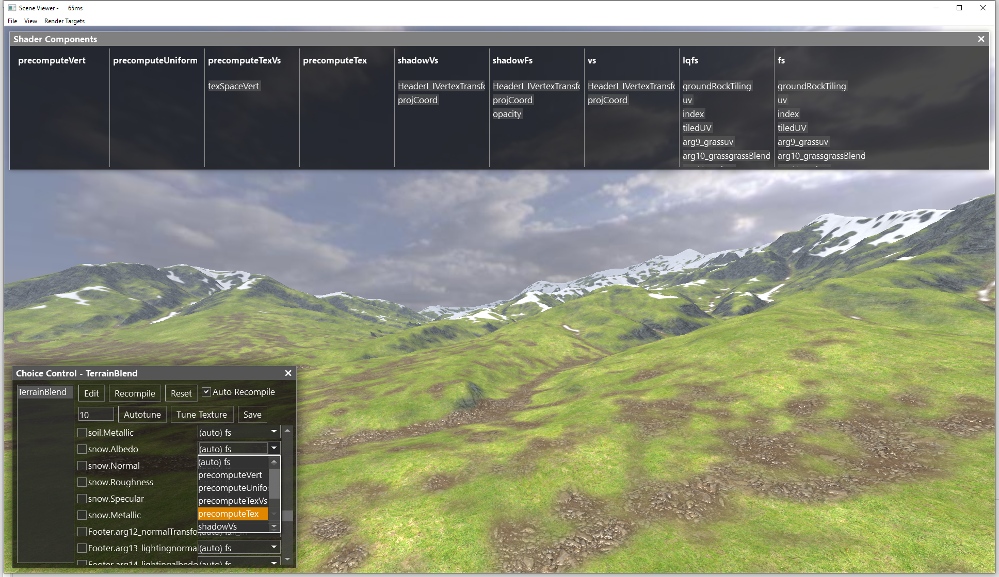 Scene Viewer - 65ms
File View Render Targets
Shader Components
precomputeVert
precomputeUniform
precomputeTexVs
texSpaceVert
precomputeTex
shadowVs
HeaderI_IVertexTransfo
projCoord
shadowFs
HeaderI_IVertexTransfo
projCoord
opacity
vs
HeaderI_IVertexTransfo
projCoord
lqfs
groundRockTiling
uv
index
tiledUV
arg9_grassuv
arg10_grassgrassBlend
fs
groundRockTiling
uv
index
tiledUV
arg9_grassuv
arg10_grassgrassBlend
Choice Control - TerrainBlend
TerrainBlend
Edit Recompile Reset Auto Recompile
10 Autotune Tune Texture Save
soil.Metallic (auto) fs
snow.Albedo (auto) fs
snow.Normal
snow.Roughness
snow.Specular
snow.Metallic
(auto) fs
precomputeVert
precomputeUnifor
precomputeTexVs
precomputeTex
shadowVs
Footer.arg12_normalTransfo
Footer.arg13_lightingnorma (auto) fs
Footer.arg14_lightingalbedo (auto) fs